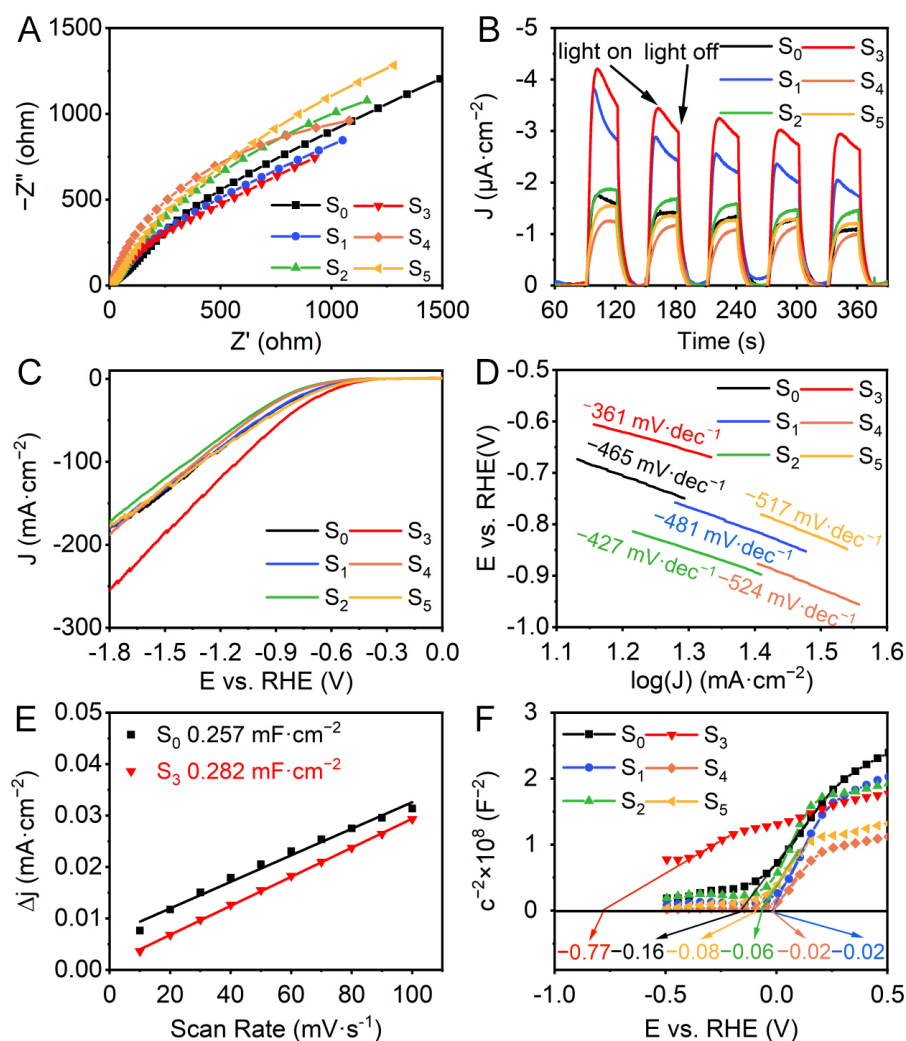 A
1500
1000
500
0
−Z" (ohm)
0 500 1000 1500
Z' (ohm)
S0 S3
S1 S4
S2 S5
B
-5
-4
-3
-2
-1
0
J (µA·cm⁻²)
60 120 180 240 300 360
Time (s)
light on light off
S0 S3
S1 S4
S2 S5
C
0
-100
-200
-300
J (mA·cm⁻²)
-1.8 -1.5 -1.2 -0.9 -0.6 -0.3 0.0
E vs. RHE (V)
S0 S3
S1 S4
S2 S5
D
-0.5
-0.6
-0.7
-0.8
-0.9
-1.0
E vs. RHE(V)
1.1 1.2 1.3 1.4 1.5 1.6
log(J) (mA·cm⁻²)
S0 S3
S1 S4
S2 S5
−361 mV·dec⁻¹
−465 mV·dec⁻¹
−517 mV·dec⁻¹
−481 mV·dec⁻¹
−427 mV·dec⁻¹
−524 mV·dec⁻¹
E
0.05
0.04
0.03
0.02
0.01
0.00
Δj (mA·cm⁻²)
0 20 40 60 80 100
Scan Rate (mV·s⁻¹)
S0 0.257 mF·cm⁻²
S3 0.282 mF·cm⁻²
F
3
2
1
0
c⁻²×10⁸ (F⁻²)
S0 S3
S1 S4
S2 S5
−0.77 −0.16 −0.08 −0.06 −0.02 −0.02
-1.0 -0.5 0.0 0.5
E vs. RHE (V)